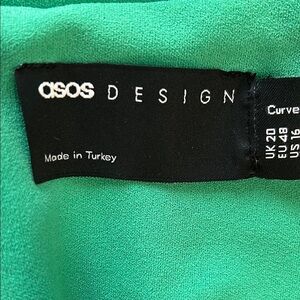 asos DESIGN
Made in Turkey
Curve
UK 20
EU 48
US 16